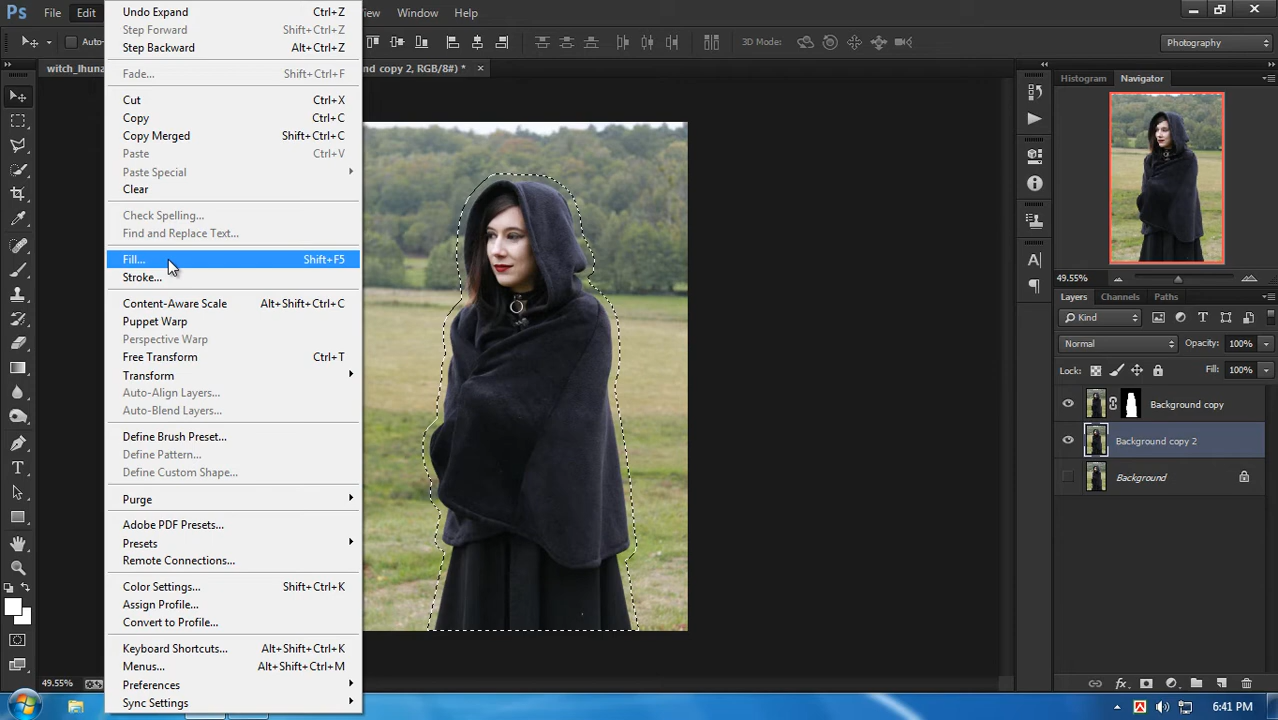 Ps
Edit
View
Window
Help
Undo Expand Ctrl+Z
Step Forward Shift+Ctrl+Z
Step Backward Alt+Ctrl+Z
Fade... Shift+Ctrl+F
Cut Ctrl+X
Copy Ctrl+C
Copy Merged Shift+Ctrl+C
Paste Ctrl+V
Paste Special
Clear
Check Spelling...
Find and Replace Text...
Fill... Shift+F5
Stroke...
Content-Aware Scale Alt+Shift+Ctrl+C
Puppet Warp
Perspective Warp
Free Transform Ctrl+T
Transform
Auto-Align Layers...
Auto-Blend Layers...
Define Brush Preset...
Define Pattern...
Define Custom Shape...
Purge
Adobe PDF Presets...
Presets
Remote Connections...
Color Settings... Shift+Ctrl+K
Assign Profile...
Convert to Profile...
Keyboard Shortcuts... Alt+Shift+Ctrl+K
Menus... Alt+Shift+Ctrl+M
Preferences
Sync Settings
Auto-
3D Mode:
Photography
witch_lhuna
nd copy 2, RGB/8#) *
Histogram Navigator
49.55%
Layers Channels Paths
Kind
Normal Opacity: 100%
Locks: Fill: 100%
Background copy
Background copy 2
Background
fx
49.55%
6:41 PM